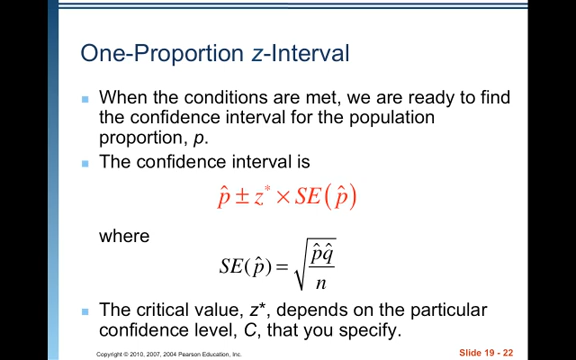 One-Proportion z-Interval
■ When the conditions are met, we are ready to find
the confidence interval for the population
proportion, p.
■ The confidence interval is
p̂ ± z* × SE(p̂)
where
SE(p̂) = √(p̂q̂/n)
■ The critical value, z*, depends on the particular
confidence level, C, that you specify.
Copyright © 2010, 2007, 2004 Pearson Education, Inc.
Slide 19 - 22